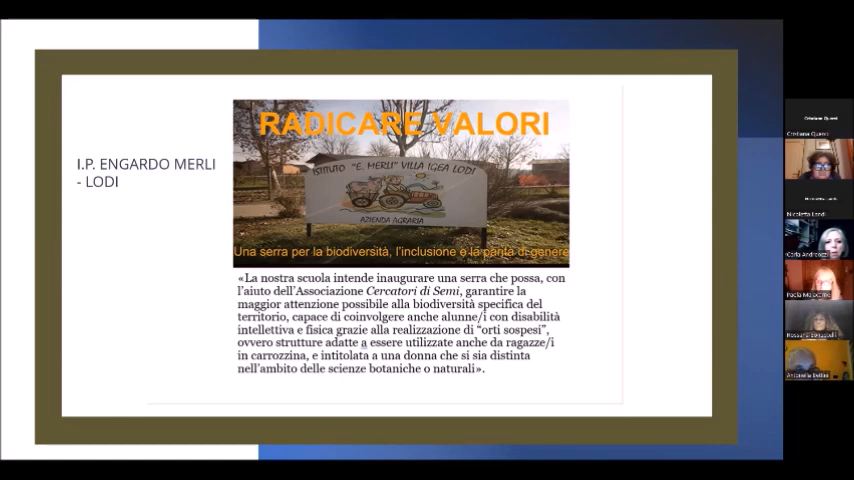 I.P. ENGARDO MERLI
- LODI
RADICARE VALORI
ISTITUTO "E. MERLI" VILLA IGEA LODI
AZIENDA AGRARIA
Una serra per la biodiversità, l'inclusione e la parità di genere
«La nostra scuola intende inaugurare una serra che possa, con
l'aiuto dell'Associazione Cercatori di Semi, garantire la
maggior attenzione possibile alla biodiversità specifica del
territorio, capace di coinvolgere anche alunne/i con disabilità
intellettiva e fisica grazie alla realizzazione di "orti sospesi",
ovvero strutture adatte a essere utilizzate anche da ragazze/i
in carrozzina, e intitolata a una donna che si sia distinta
nell'ambito delle scienze botaniche o naturali».
Nicoletta Landi
Carla Andreozzi